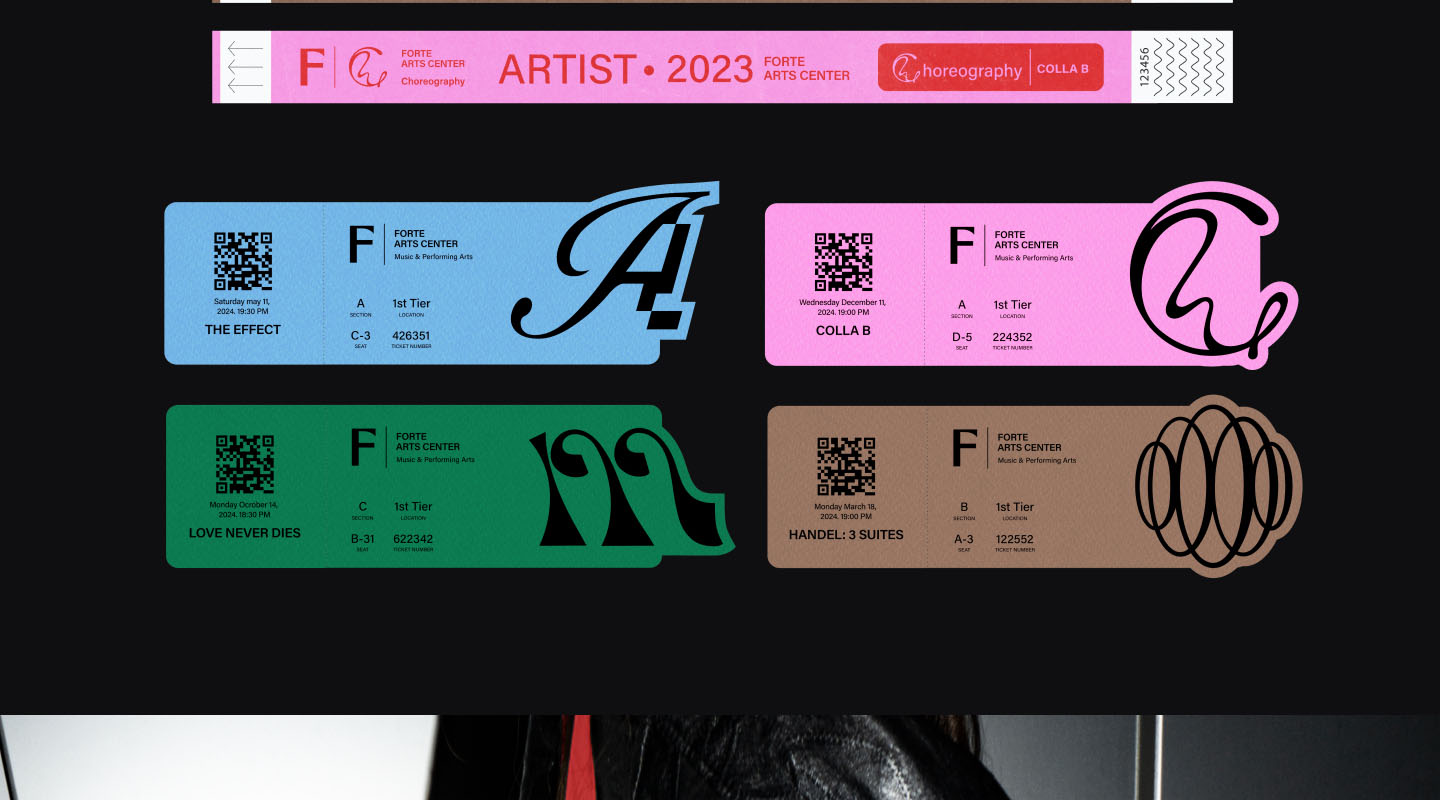 F
FORTE
ARTS CENTER
Choreography
ARTIST • 2023
FORTE
ARTS CENTER
Choreography
COLLA B
123456
Saturday may 11,
2024. 19:30 PM
THE EFFECT
F
FORTE
ARTS CENTER
Music & Performing Arts
A 1st Tier
SECTION LOCATION
C-3 426351
SEAT TICKET NUMBER
A
Wednesday December 11,
2024. 19:00 PM
COLLA B
F
FORTE
ARTS CENTER
Music & Performing Arts
A 1st Tier
SECTION LOCATION
D-5 224352
SEAT TICKET NUMBER
Monday Ocrober 14,
2024. 18:30 PM
LOVE NEVER DIES
F
FORTE
ARTS CENTER
Music & Performing Arts
C 1st Tier
SECTION LOCATION
B-31 622342
SEAT TICKET NUMBER
m
Monday March 18,
2024. 19:00 PM
HANDEL: 3 SUITES
F
FORTE
ARTS CENTER
Music & Performing Arts
B 1st Tier
SECTION LOCATION
A-3 122552
SEAT TICKET NUMBER